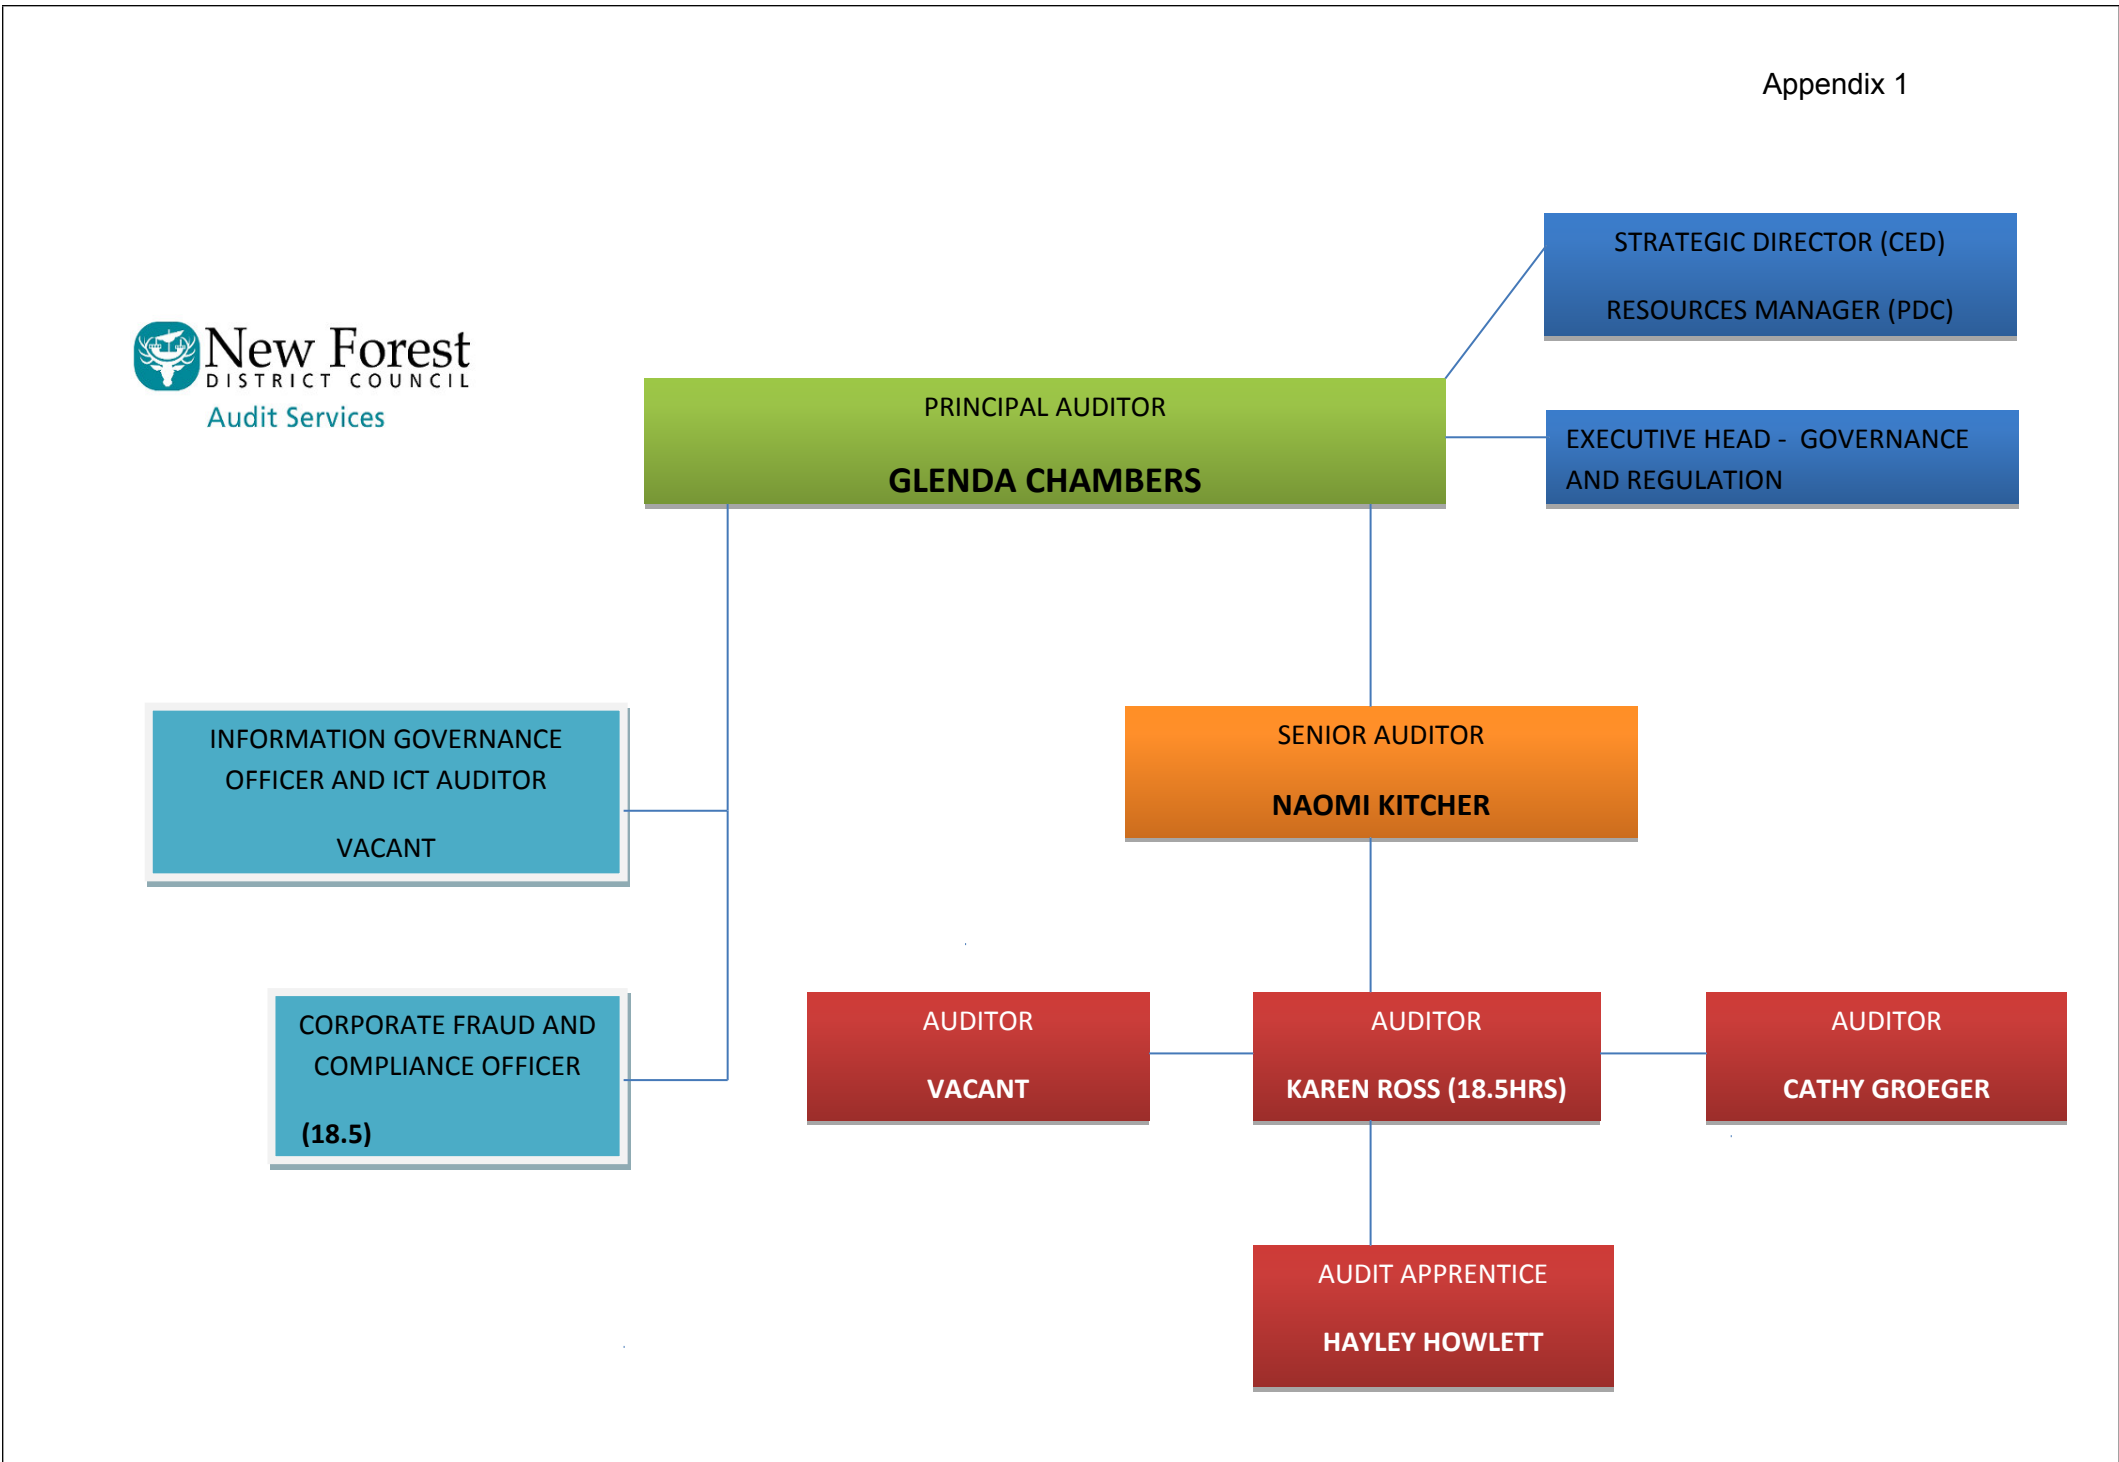 Appendix 1
STRATEGIC DIRECTOR (CED)
RESOURCES MANAGER (PDC)
New Forest
DISTRICT COUNCIL
Audit Services
PRINCIPAL AUDITOR
GLENDA CHAMBERS
EXECUTIVE HEAD - GOVERNANCE
AND REGULATION
INFORMATION GOVERNANCE
OFFICER AND ICT AUDITOR
VACANT
SENIOR AUDITOR
NAOMI KITCHER
CORPORATE FRAUD AND
COMPLIANCE OFFICER
(18.5)
AUDITOR
VACANT
AUDITOR
KAREN ROSS (18.5HRS)
AUDITOR
CATHY GROEGER
AUDIT APPRENTICE
HAYLEY HOWLETT